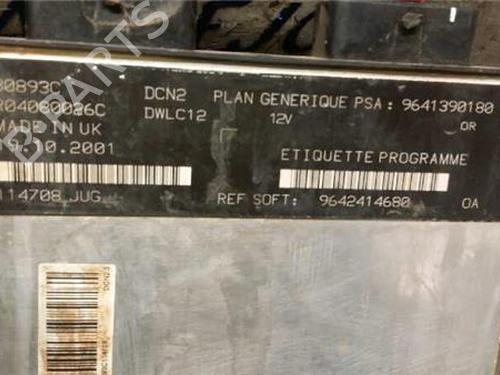 B PARTS
80893C DCN2 PLAN GENERIQUE PSA: 9641390180
R04080026C DWLC12 12V OR
MADE IN UK
.10.2001 ETIQUETTE PROGRAMME
114708 JUG REF SOFT: 9642414680 OA
DCN2.3